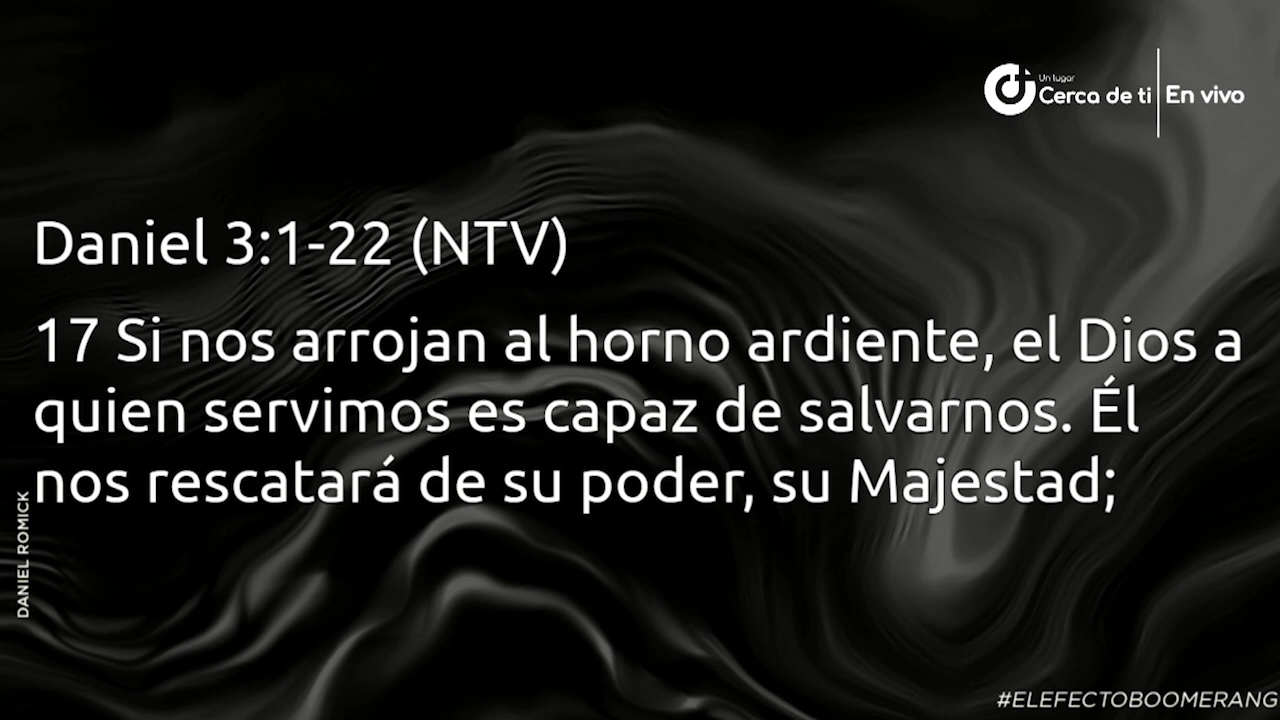 Un lugar
Cerca de ti
En vivo
Daniel 3:1-22 (NTV)
17 Si nos arrojan al horno ardiente, el Dios a
quien servimos es capaz de salvarnos. Él
nos rescatará de su poder, su Majestad;
DANIEL ROMICK
#ELEFECTOBOOMERANG